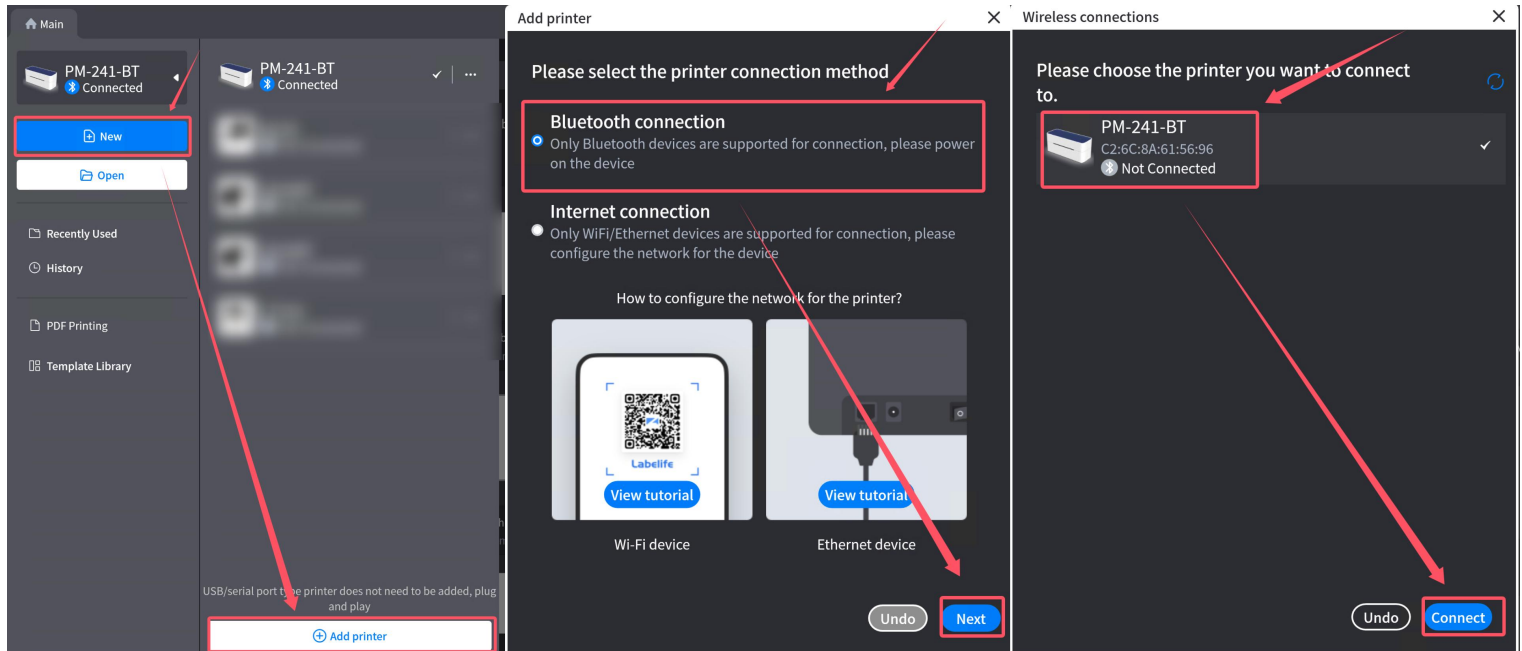 Main
PM-241-BT
Connected
New
Open
Recently Used
History
PDF Printing
Template Library
PM-241-BT
Connected
USB/serial port type printer does not need to be added, plug
and play
Add printer
Add printer
Please select the printer connection method
Bluetooth connection
Only Bluetooth devices are supported for connection, please power
on the device
Internet connection
Only WiFi/Ethernet devices are supported for connection, please
configure the network for the device
How to configure the network for the printer?
Labelife
View tutorial
View tutorial
Wi-Fi device
Ethernet device
Undo
Next
Wireless connections
Please choose the printer you want to connect
to.
PM-241-BT
C2:6C:8A:61:56:96
Not Connected
Undo
Connect